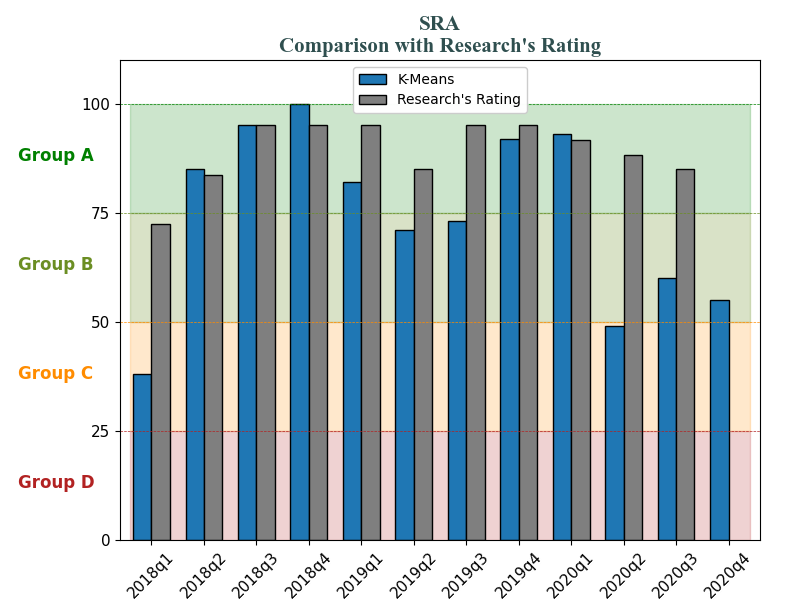 SRA
Comparison with Research's Rating
K-Means
Research's Rating
100
Group A
75
Group B
50
Group C
25
Group D
0
2018q1
2018q2
2018q3
2018q4
2019q1
2019q2
2019q3
2019q4
2020q1
2020q2
2020q3
2020q4